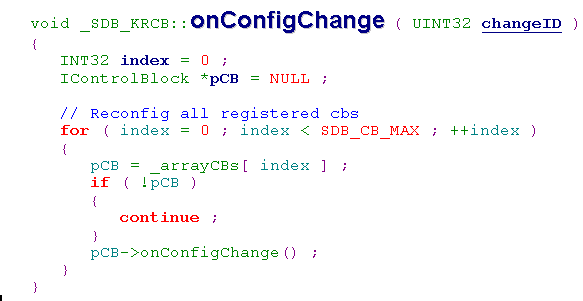 void _SDB_KRCB::onConfigChange ( UINT32 changeID )
{
INT32 index = 0 ;
IControlBlock *pCB = NULL ;
// Reconfig all registered cbs
for ( index = 0 ; index < SDB_CB_MAX ; ++index )
{
pCB = _arrayCBs[ index ] ;
if ( !pCB )
{
continue ;
}
pCB->onConfigChange() ;
}
}